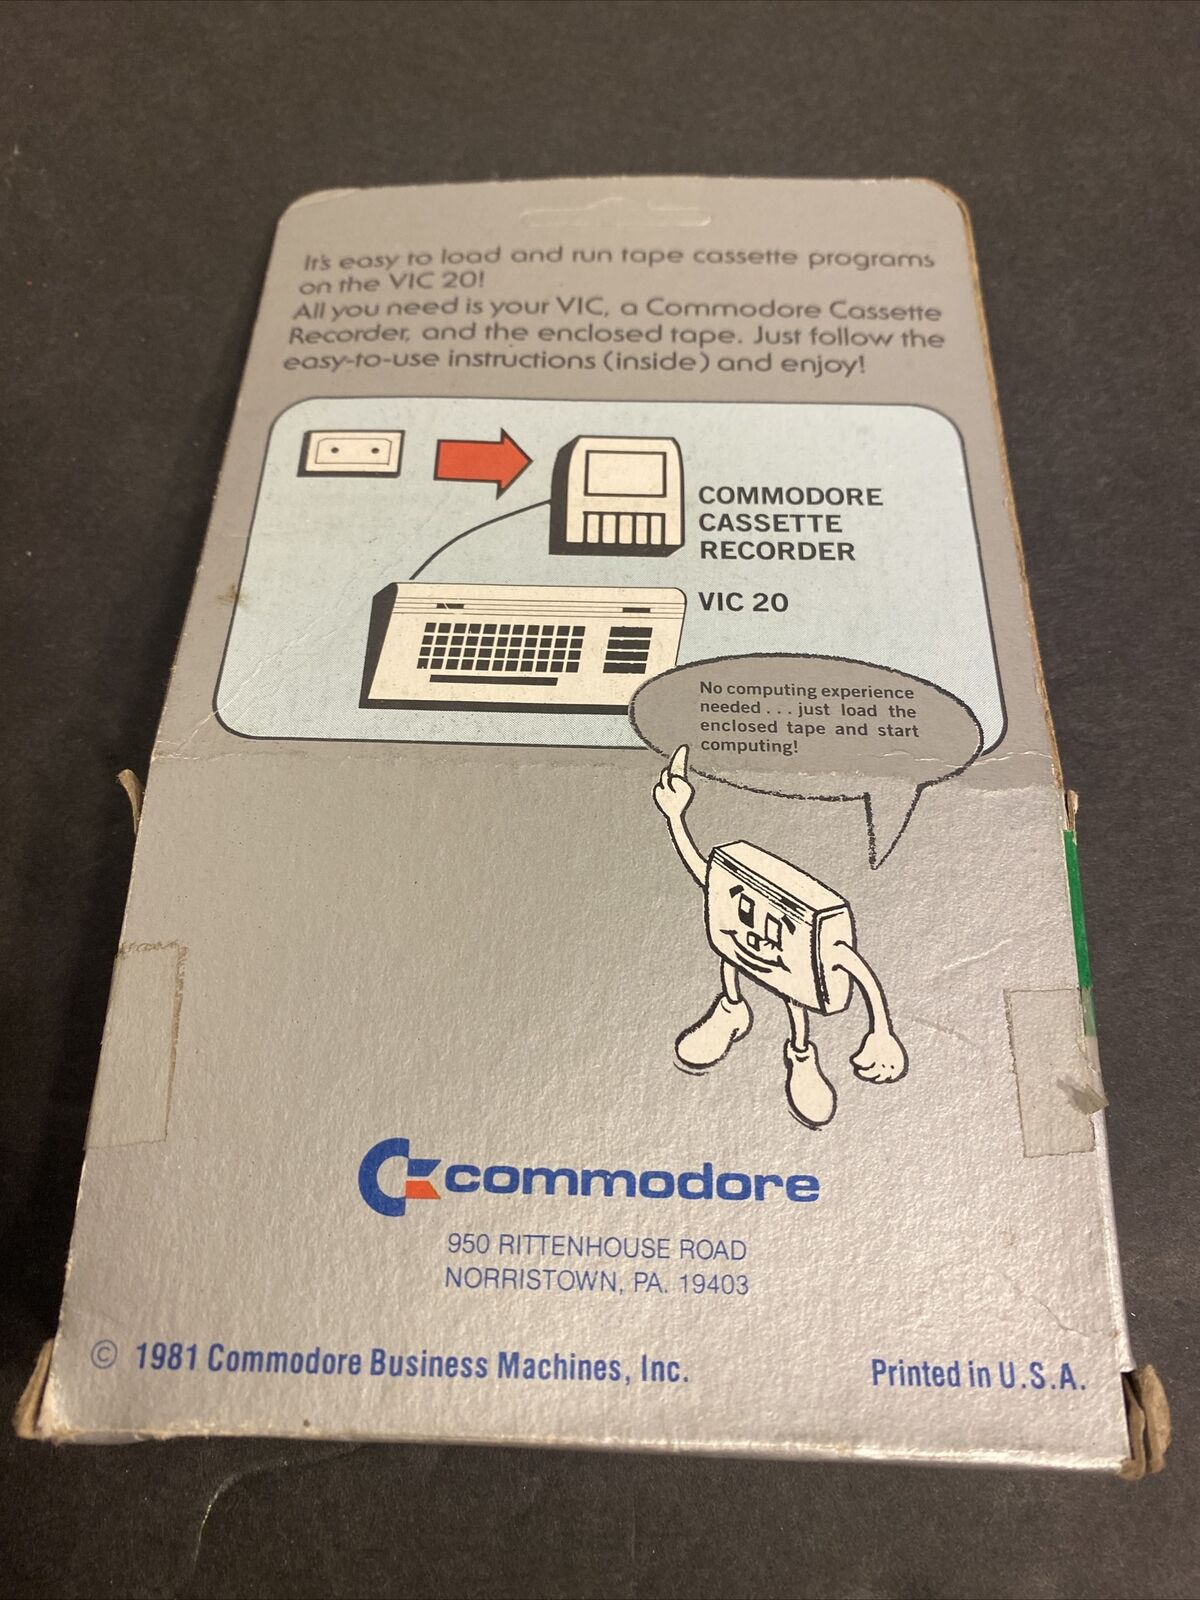 It's easy to load and run tape cassette programs
on the VIC 20!
All you need is your VIC, a Commodore Cassette
Recorder, and the enclosed tape. Just follow the
easy-to-use instructions (inside) and enjoy!
COMMODORE
CASSETTE
RECORDER
VIC 20
No computing experience
needed . . . just load the
enclosed tape and start
computing!
commodore
950 RITTENHOUSE ROAD
NORRISTOWN, PA. 19403
© 1981 Commodore Business Machines, Inc. Printed in U.S.A.